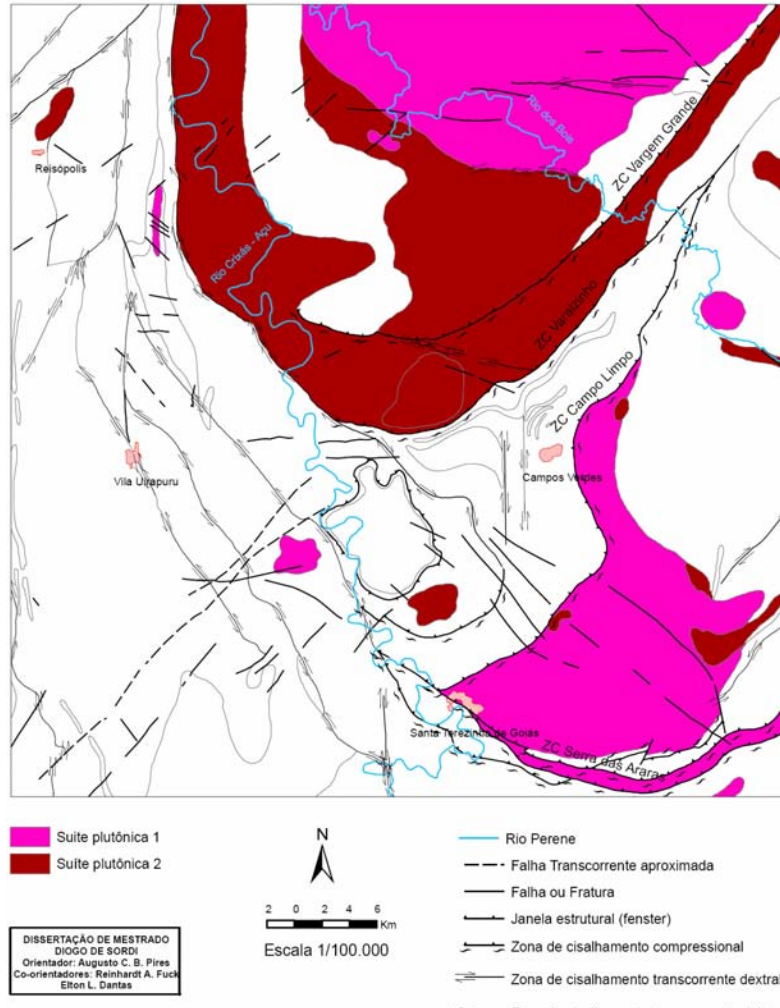 Rio dos Bois
ZC Vargem Grande
Reisópolis
Rio Crixás - Açu
ZC Varalzinho
ZC Campo Limpo
Vila Uirapuru
Campos Verdes
Santa Terezinha de Goiás
ZC Serra das Araras
Suíte plutônica 1
Suíte plutônica 2
N
2 0 2 4 6
Km
Escala 1/100.000
DISSERTAÇÃO DE MESTRADO
DIOGO DE SORDI
Orientador: Augusto C. B. Pires
Co-orientadores: Reinhardt A. Fuck
Elton L. Dantas
Rio Perene
Falha Transcorrente aproximada
Falha ou Fratura
Janela estrutural (fenster)
Zona de cisalhamento compressional
Zona de cisalhamento transcorrente dextral